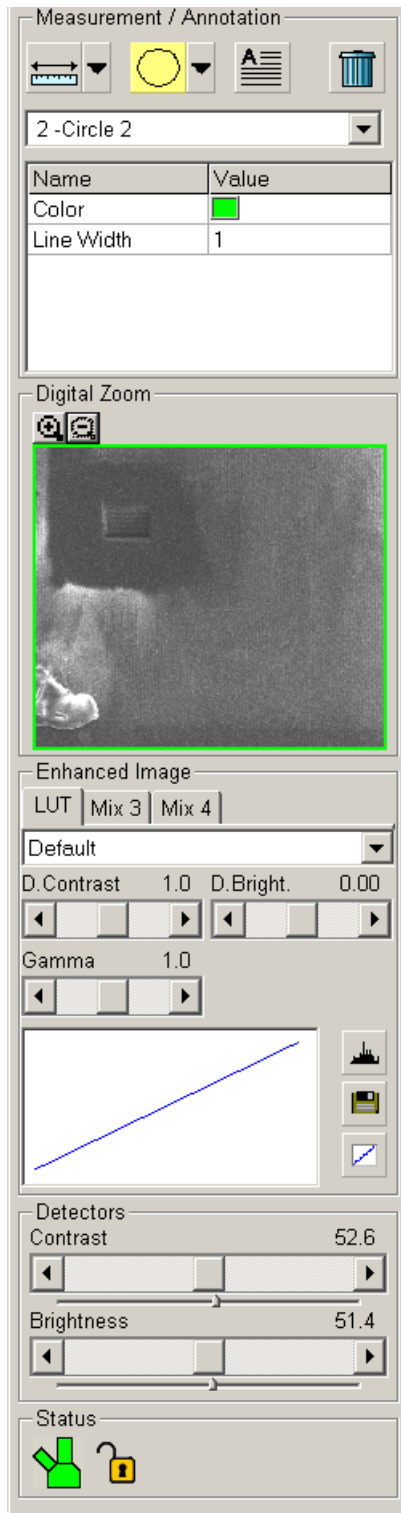 Measurement / Annotation
A
2 -Circle 2
Name Value
Color
Line Width 1
Digital Zoom
Enhanced Image
LUT Mix 3 Mix 4
Default
D.Contrast 1.0 D.Bright. 0.00
Gamma 1.0
Detectors
Contrast 52.6
Brightness 51.4
Status